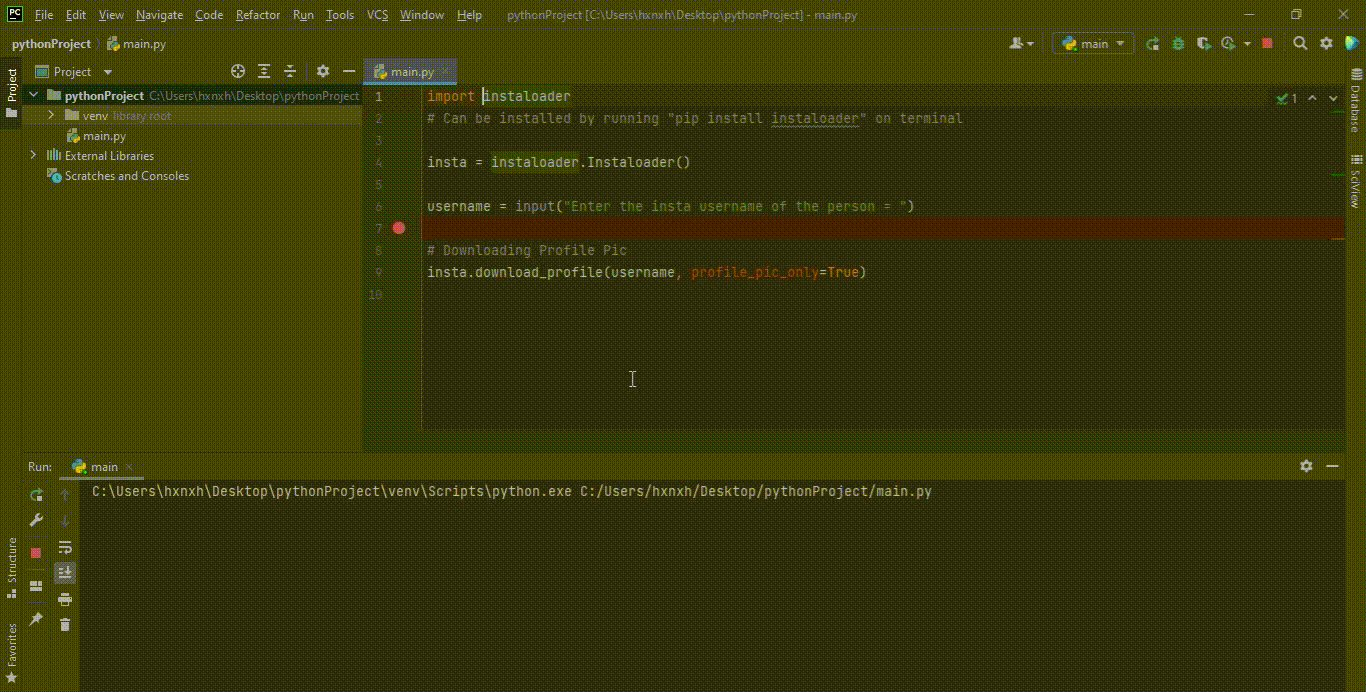 PC File Edit View Navigate Code Refactor Run Tools VCS Window Help pythonProject [C:\Users\hxnxh\Desktop\pythonProject] - main.py
pythonProject main.py main
Project Project main.py
pythonProject C:\Users\hxnxh\Desktop\pythonProject
venv library root
main.py
External Libraries
Scratches and Consoles
1 import instaloader 1
2 # Can be installed by running "pip install instaloader" on terminal
3
4 insta = instaloader.Instaloader()
5
6 username = input("Enter the insta username of the person = ")
7
8 # Downloading Profile Pic
9 insta.download_profile(username, profile_pic_only=True)
10
Database
SciView
Run: main
C:\Users\hxnxh\Desktop\pythonProject\venv\Scripts\python.exe C:/Users/hxnxh/Desktop/pythonProject/main.py
Structure
Favorites